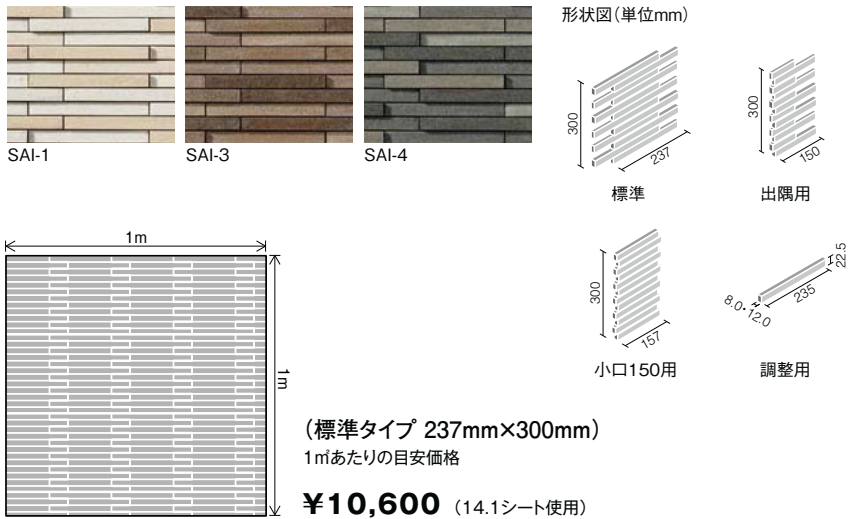 SAI-1
SAI-3
SAI-4
形状図(単位mm)
300
237
標準
300
150
出隅用
300
157
小口150用
22.5
235
8.0・12.0
調整用
1m
1m
(標準タイプ 237mm×300mm)
1㎡あたりの目安価格
¥10,600 (14.1シート使用)